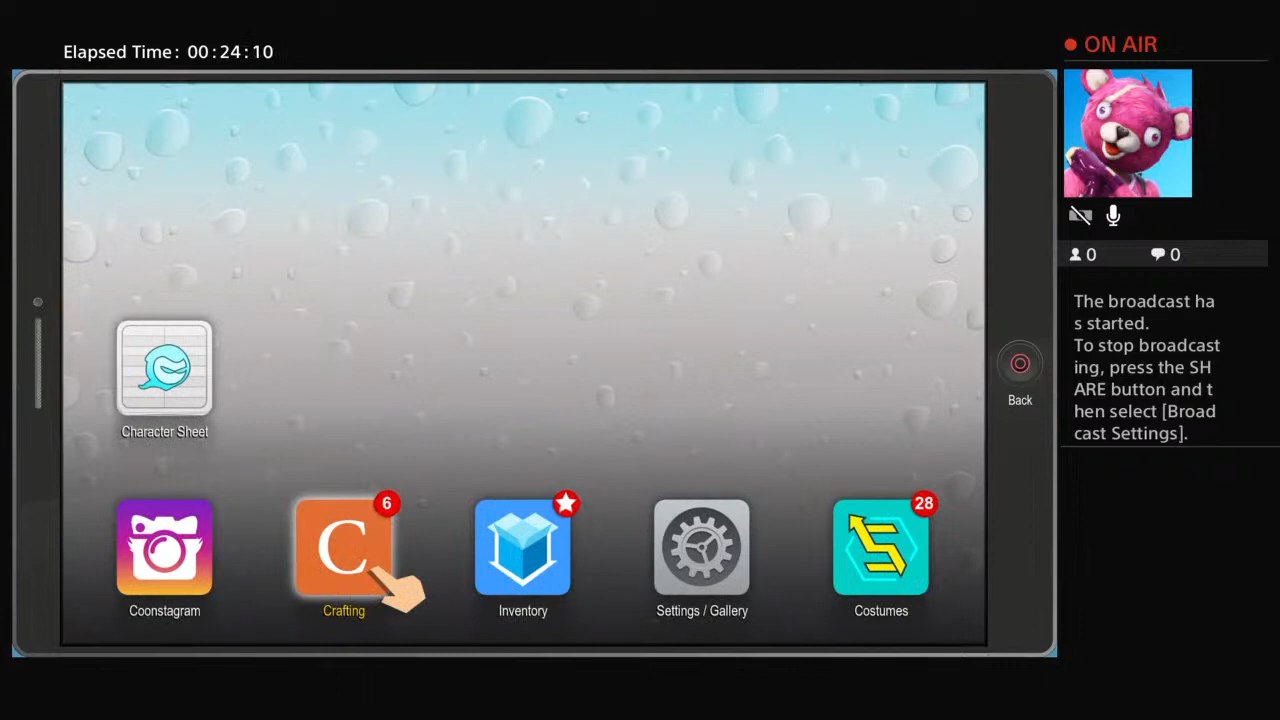 Elapsed Time: 00:24:10
ON AIR
0 0
The broadcast ha
s started.
To stop broadcast
ing, press the SH
ARE button and t
hen select [Broad
cast Settings].
Back
Character Sheet
6
28
C
Coonstagram
Crafting
Inventory
Settings / Gallery
Costumes